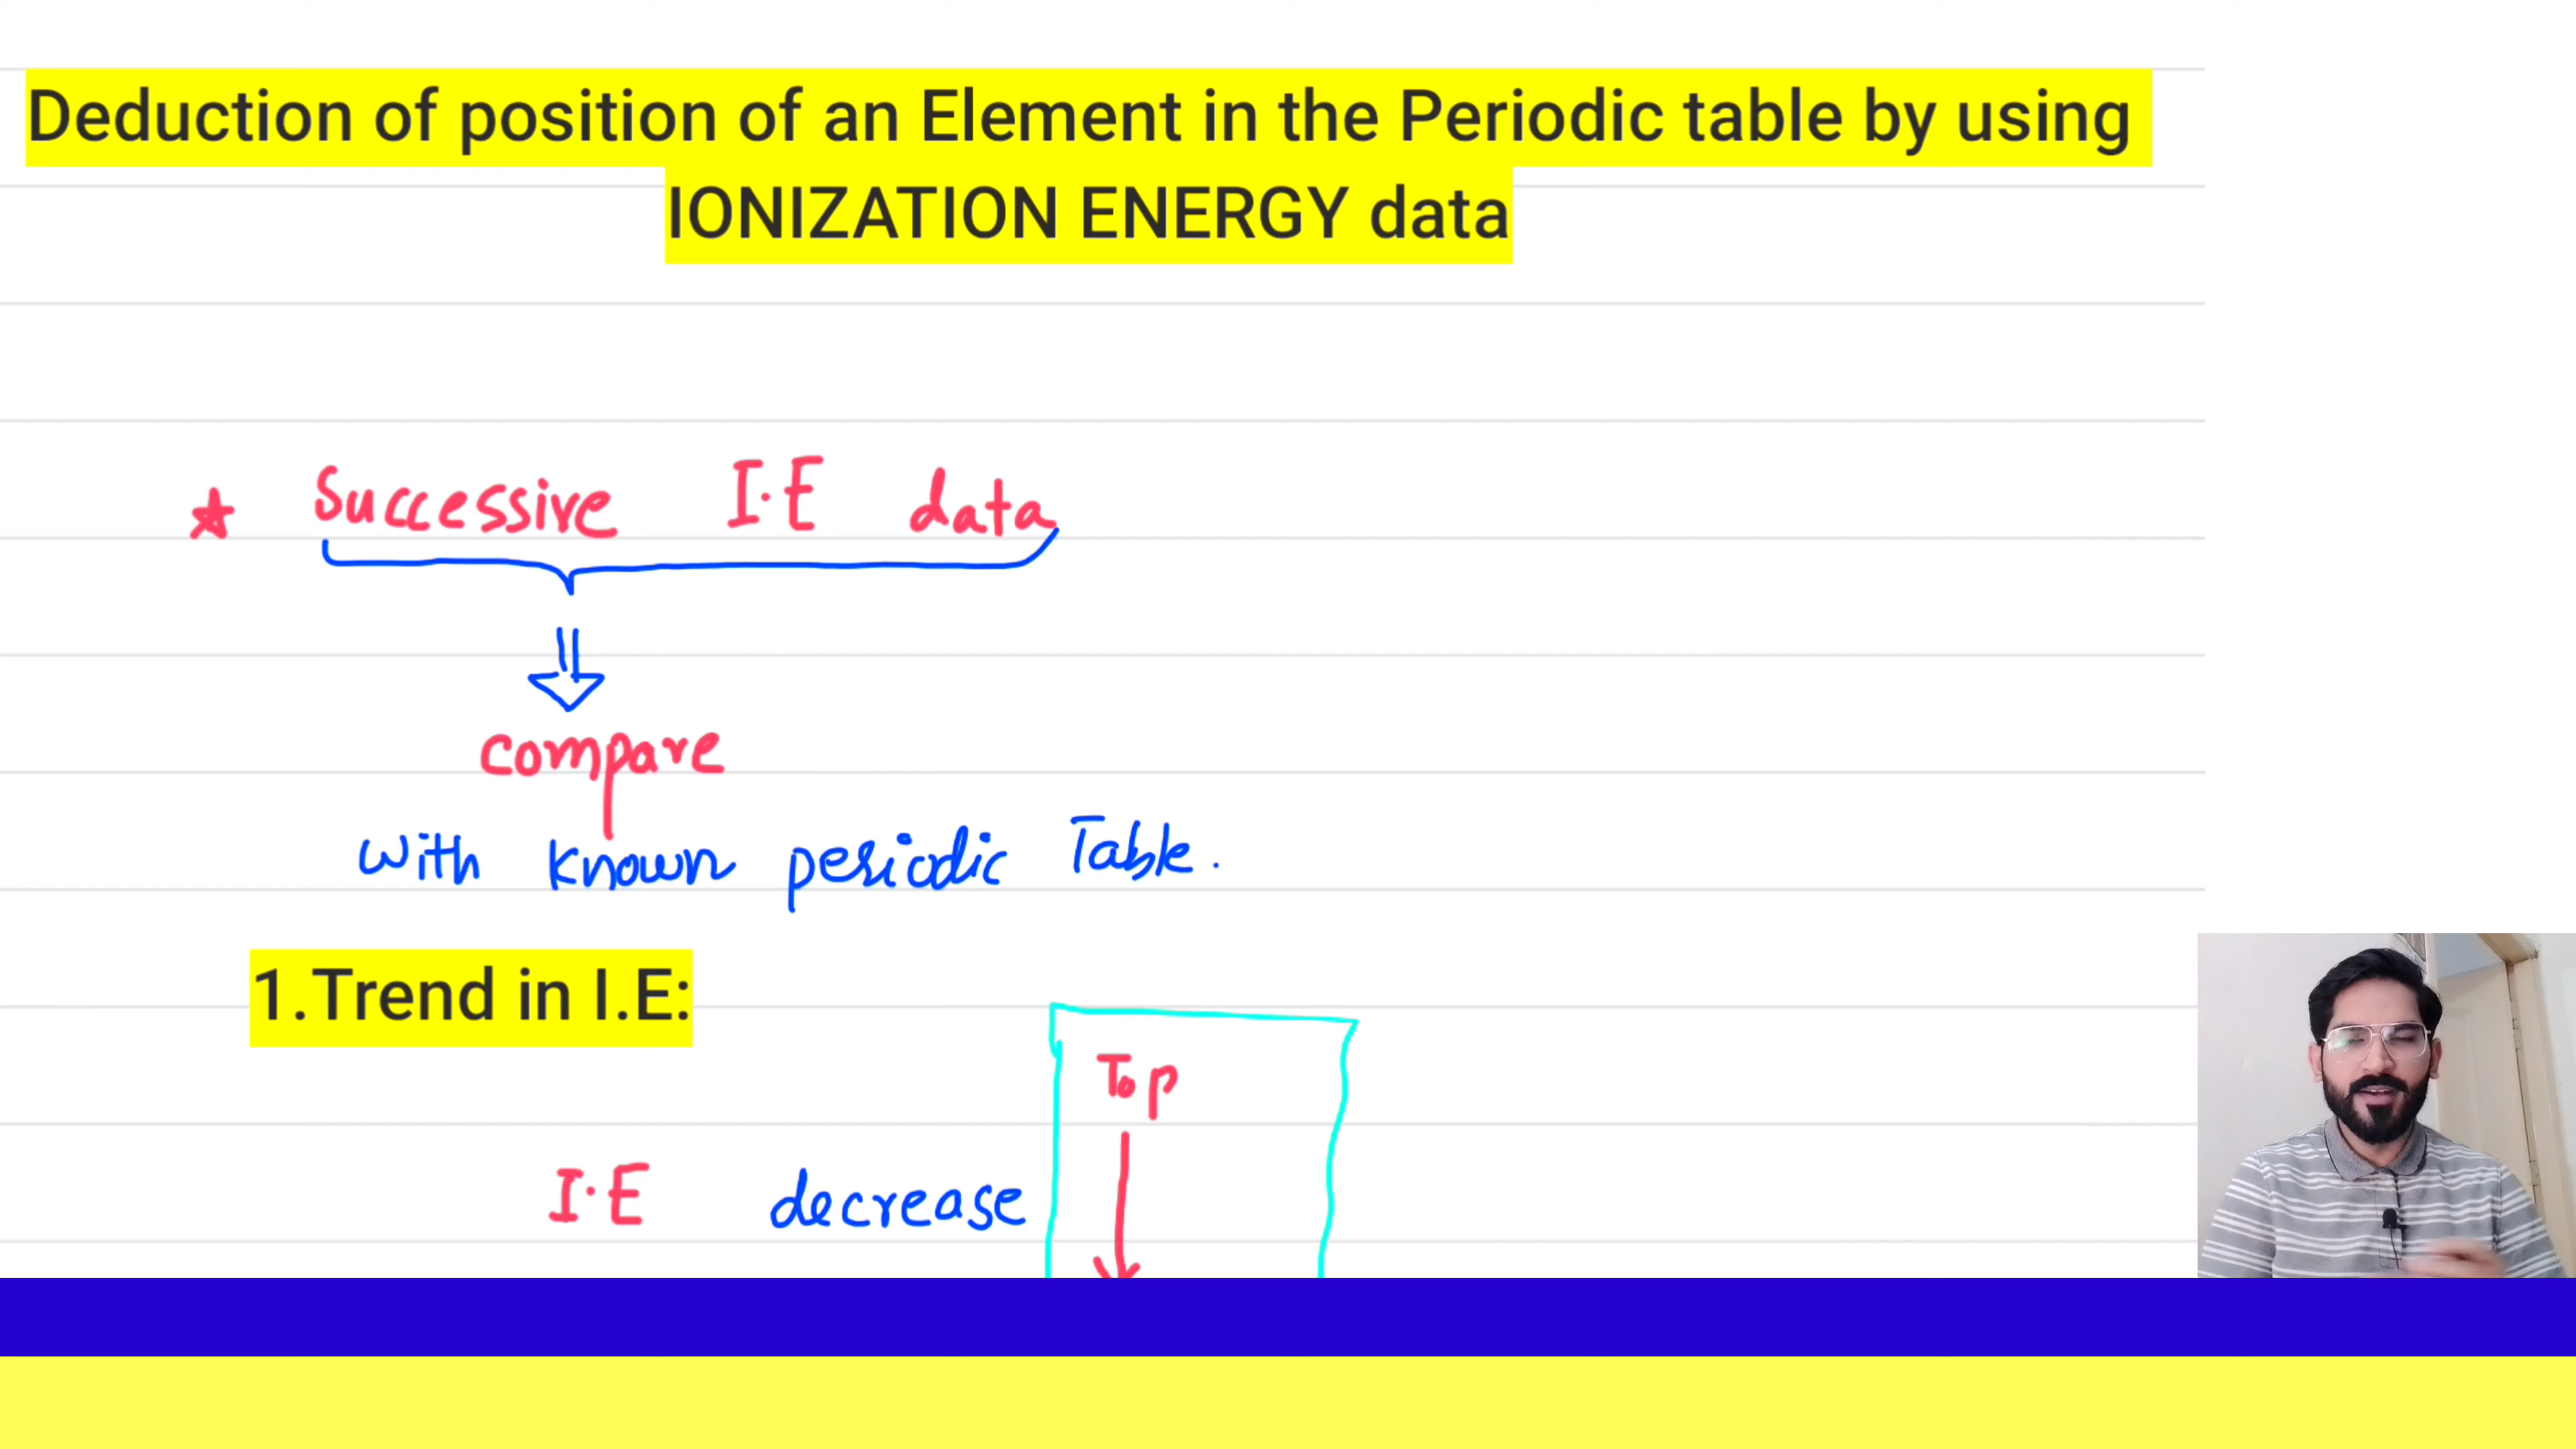 Deduction of position of an Element in the Periodic table by using
IONIZATION ENERGY data
Successive I.E data
compare
with known periodic Table.
1.Trend in I.E:
Top
I.E decrease